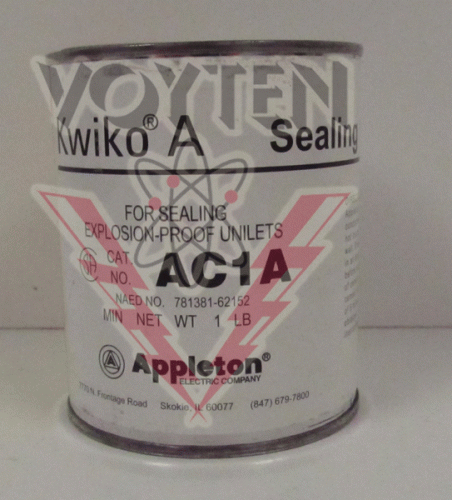 VOYTEN
Kwiko® A Sealing
FOR SEALING
EXPLOSION-PROOF UNILETS
CAT.
NO. AC1A
NAED NO. 781381-62152
MIN NET WT 1 LB
Appleton®
ELECTRIC COMPANY
N. Frontage Road Skokie, IL 60077 (847) 679-7800